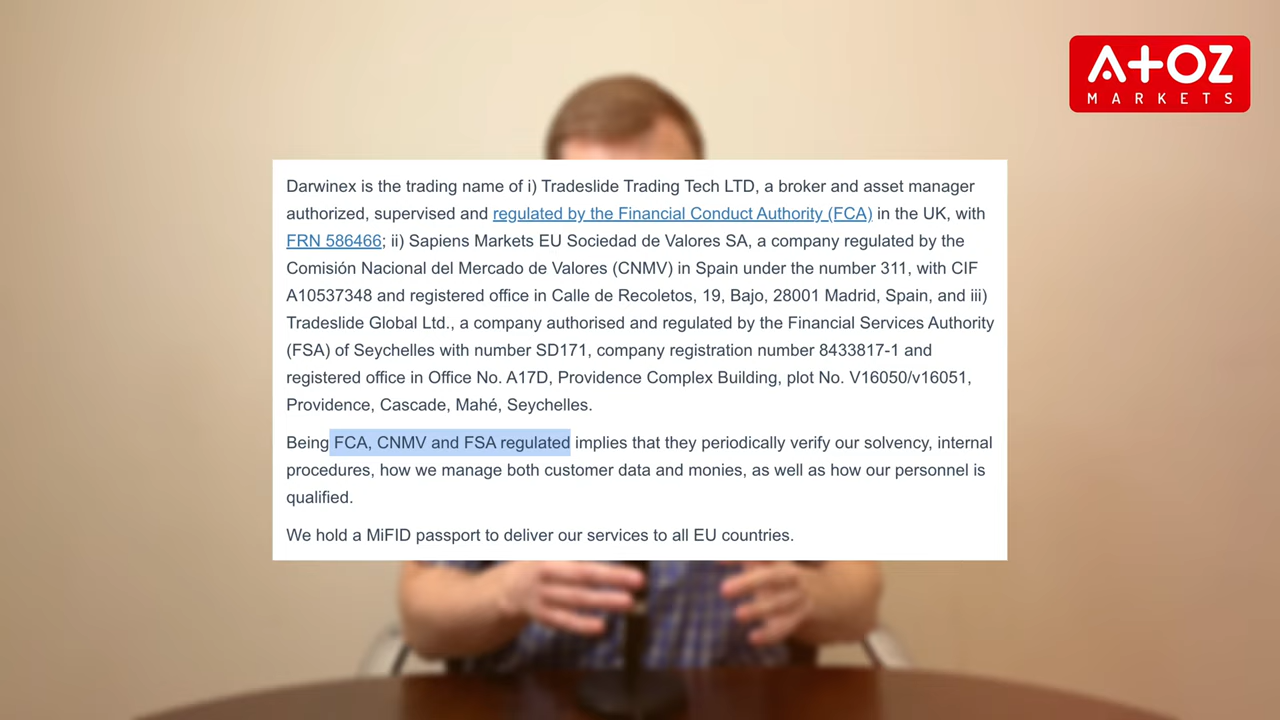 A+OZ
MARKETS
Darwinex is the trading name of i) Tradeslide Trading Tech LTD, a broker and asset manager
authorized, supervised and regulated by the Financial Conduct Authority (FCA) in the UK, with
FRN 586466; ii) Sapiens Markets EU Sociedad de Valores SA, a company regulated by the
Comisión Nacional del Mercado de Valores (CNMV) in Spain under the number 311, with CIF
A10537348 and registered office in Calle de Recoletos, 19, Bajo, 28001 Madrid, Spain, and iii)
Tradeslide Global Ltd., a company authorised and regulated by the Financial Services Authority
(FSA) of Seychelles with number SD171, company registration number 8433817-1 and
registered office in Office No. A17D, Providence Complex Building, plot No. V16050/v16051,
Providence, Cascade, Mahé, Seychelles.
Being FCA, CNMV and FSA regulated implies that they periodically verify our solvency, internal
procedures, how we manage both customer data and monies, as well as how our personnel is
qualified.
We hold a MiFID passport to deliver our services to all EU countries.